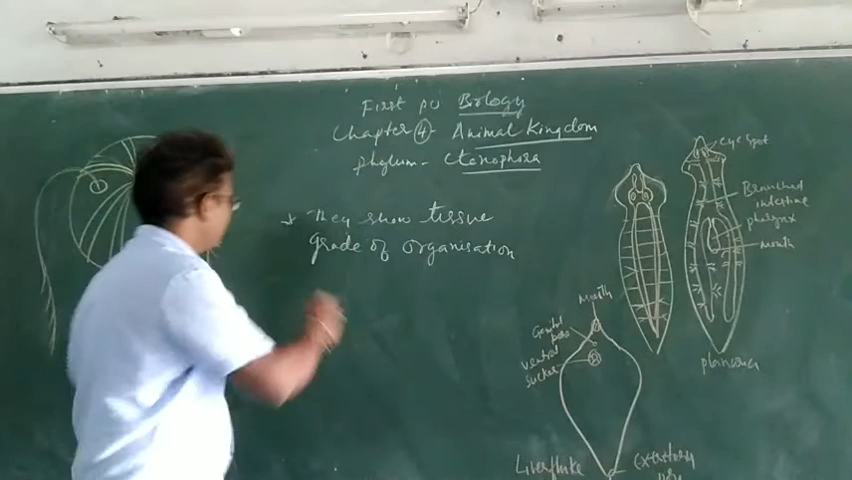 First PU Biology
Chapter 4- Animal Kingdom
phylum- Ctenophora
* They show tissue
grade of organisation
eye spot
Branched
intestine
pharynx
mouth
planaria
Mouth
Genital
pore
ventral
sucker
Liverfluke
Excretory